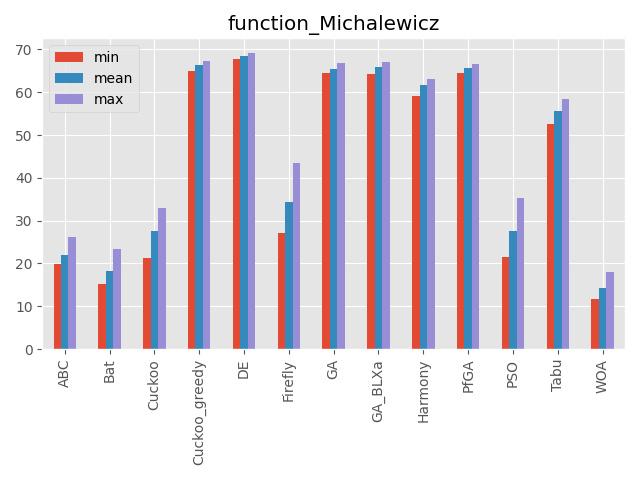 function_Michalewicz
min
mean
max
70
60
50
40
30
20
10
0
ABC
Bat
Cuckoo
Cuckoo_greedy
DE
Firefly
GA
GA_BLXa
Harmony
PfGA
PSO
Tabu
WOA